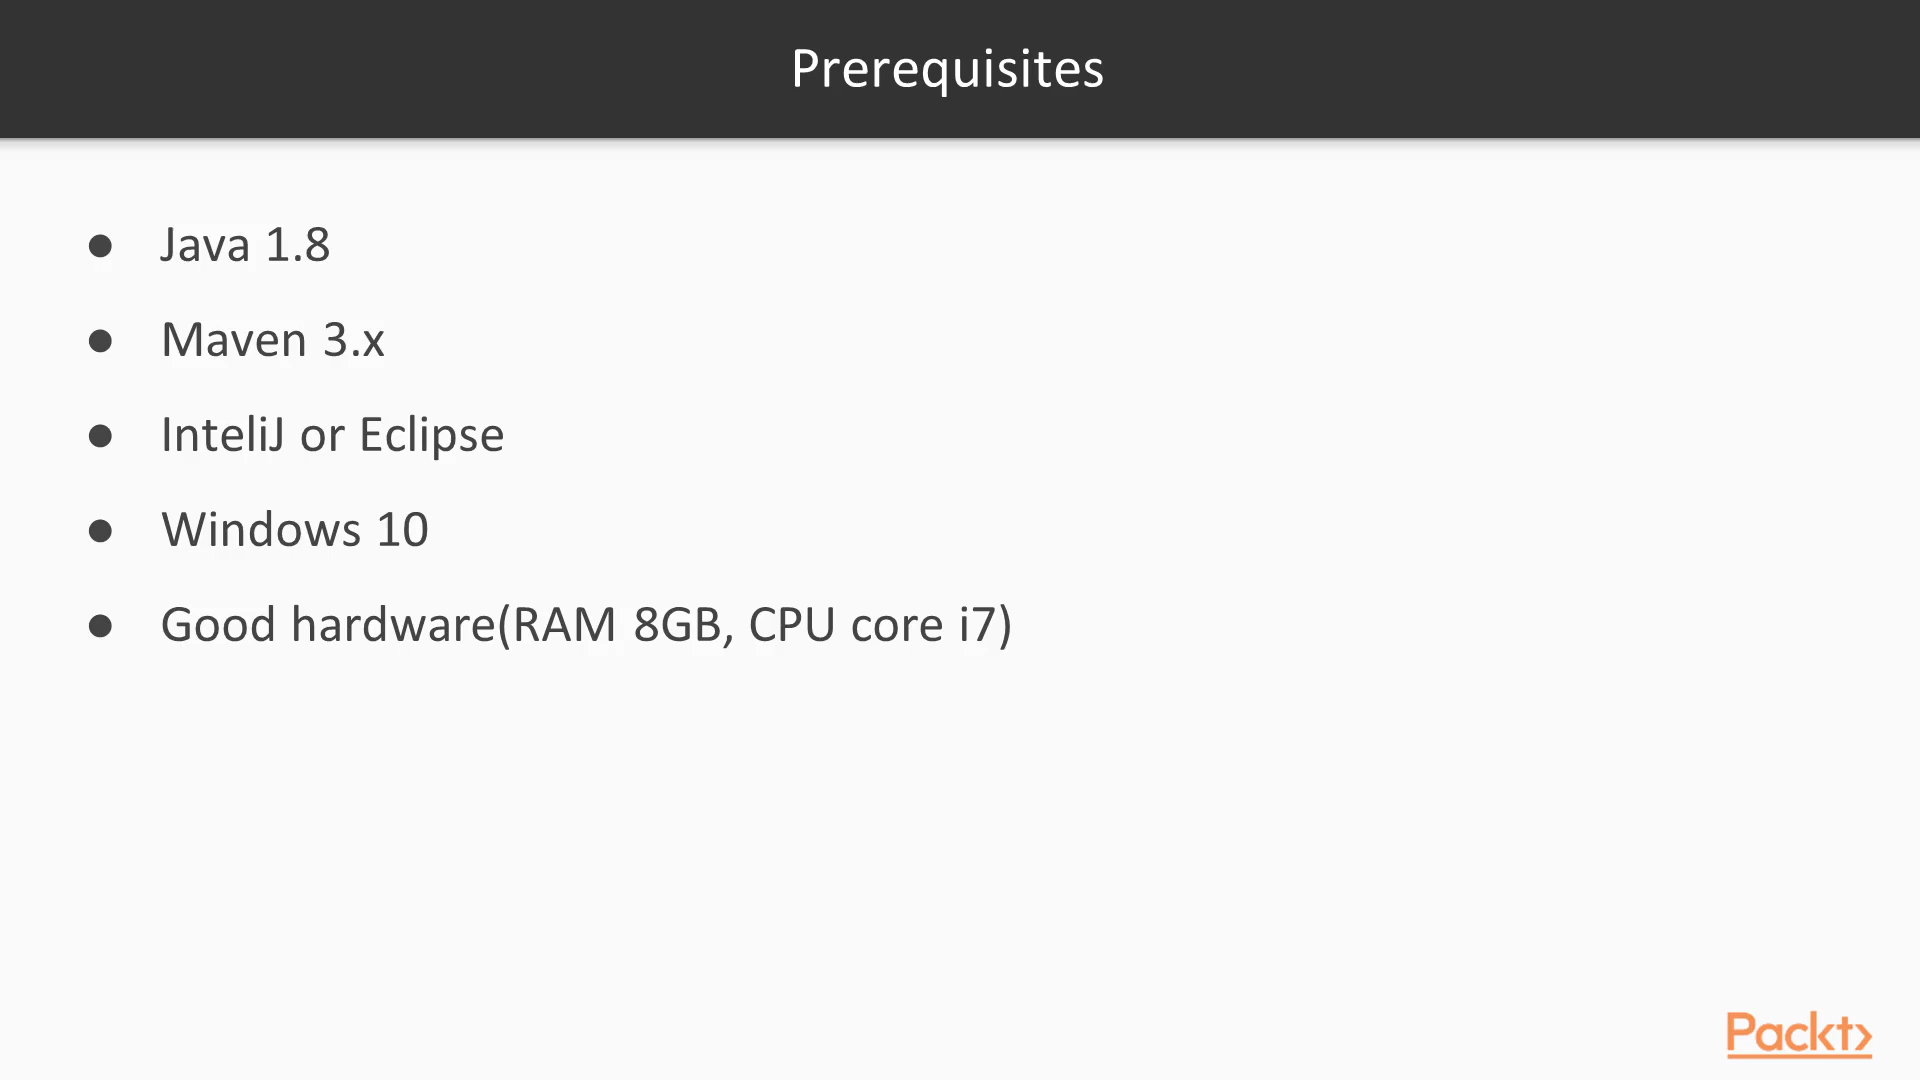 Prerequisites
● Java 1.8
● Maven 3.x
● InteliJ or Eclipse
● Windows 10
● Good hardware(RAM 8GB, CPU core i7)
Packt>